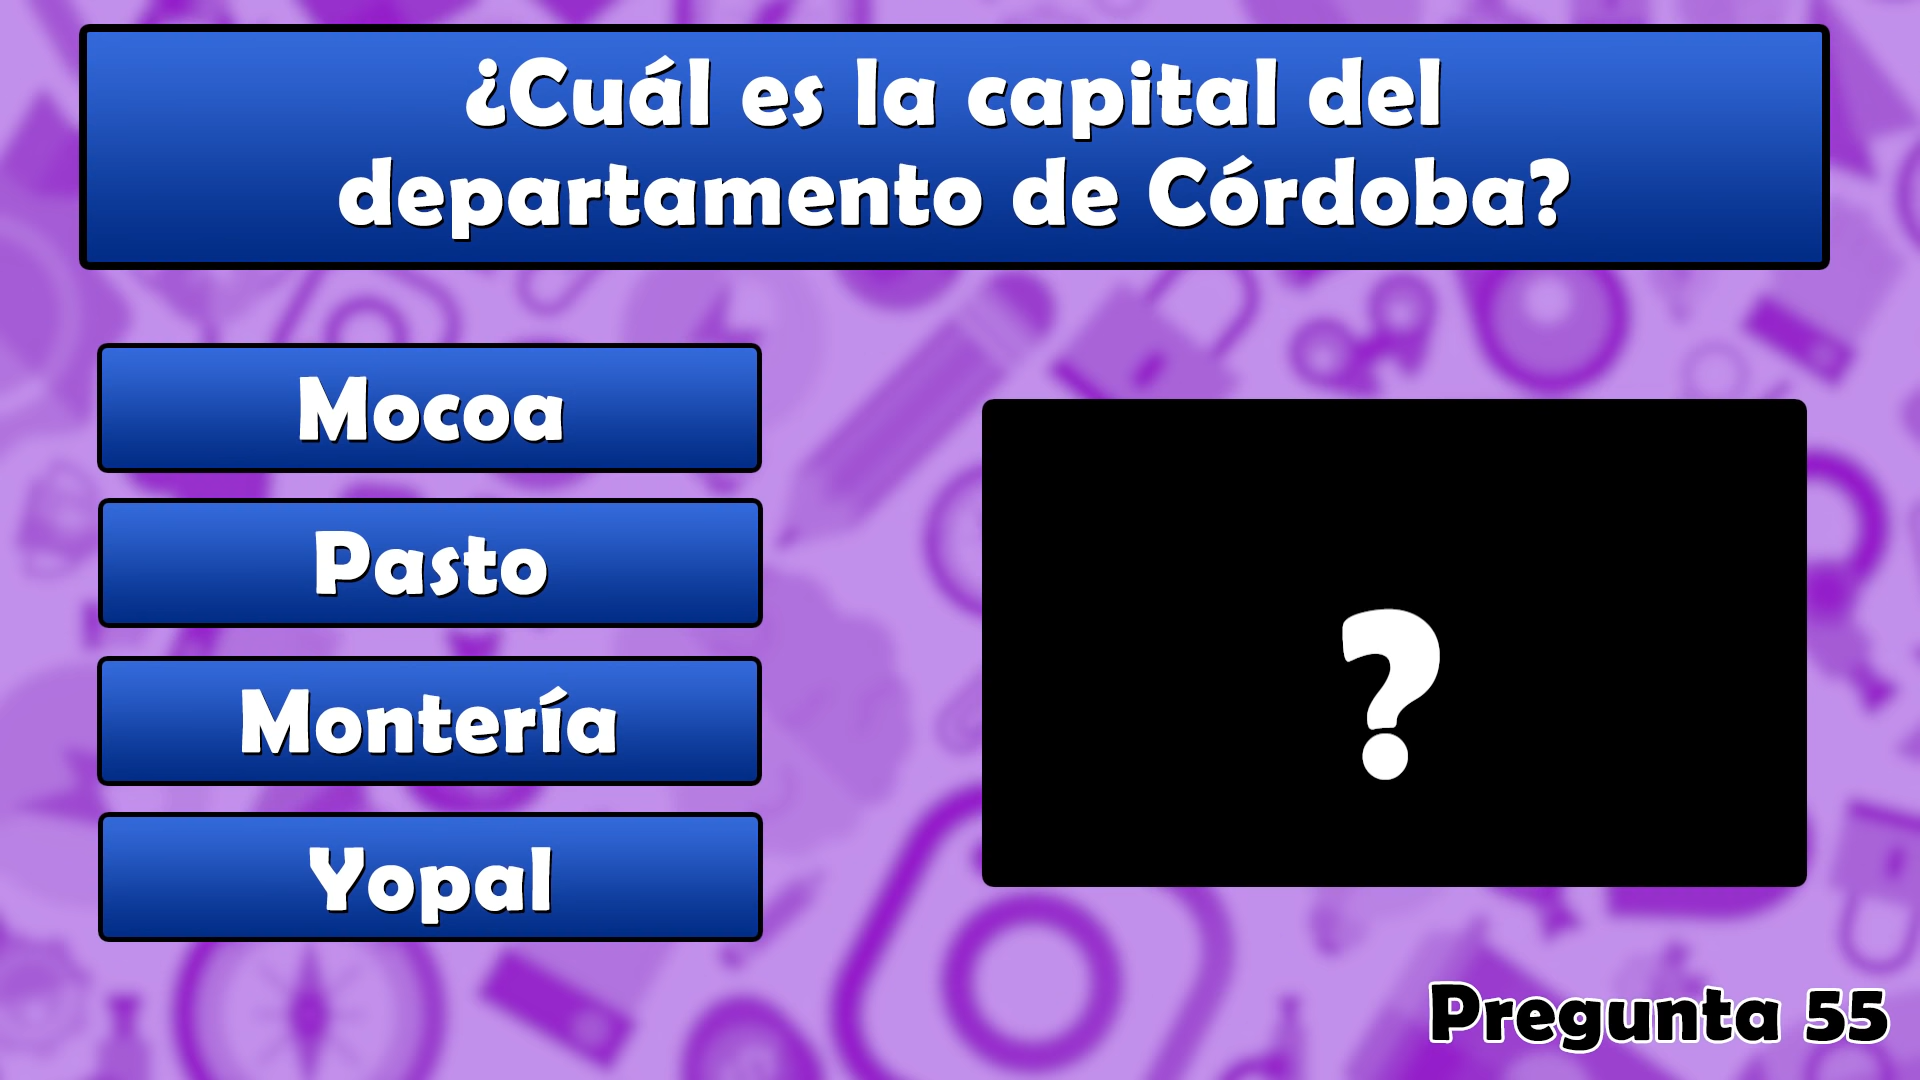 ¿Cuál es la capital del
departamento de Córdoba?
Mocoa
Pasto
Montería
Yopal
?
Pregunta 55